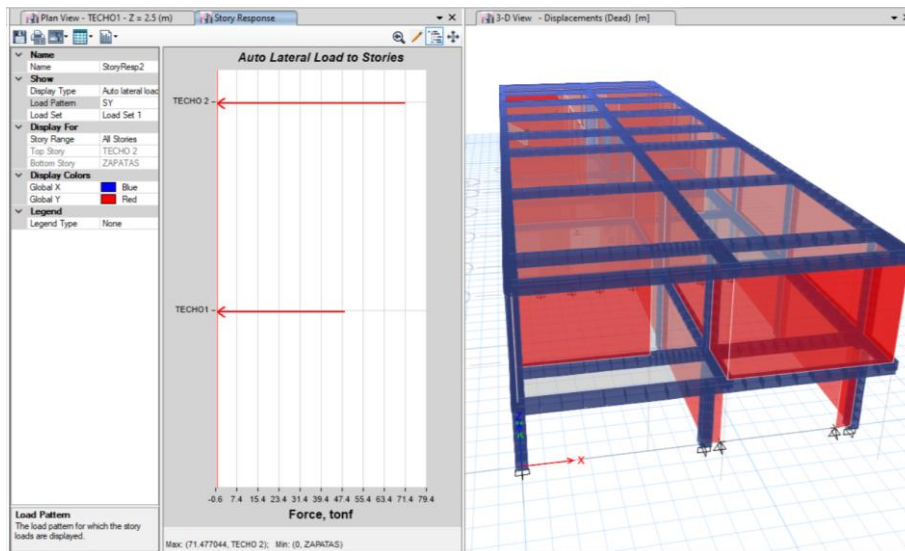 Plan View - TECHO1 - Z = 2.5 (m)
Story Response
3-D View - Displacements (Dead) [m]
Name
Name StoryResp2
Show
Display Type Auto lateral load
Load Pattern SY
Load Set Load Set 1
Display For
Story Range All Stories
Top Story TECHO 2
Bottom Story ZAPATAS
Display Colors
Global X Blue
Global Y Red
Legend
Legend Type None
Load Pattern
The load pattern for which the story
loads are displayed.
Auto Lateral Load to Stories
TECHO 2
TECHO1
-0.6 7.4 15.4 23.4 31.4 39.4 47.4 55.4 63.4 71.4 79.4
Force, tonf
Max: (71.477044, TECHO 2); Min: (0, ZAPATAS)
Z
X